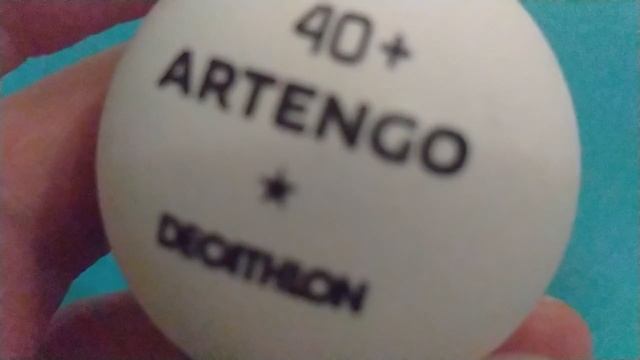 40+
ARTENGO
★
DECATHLON